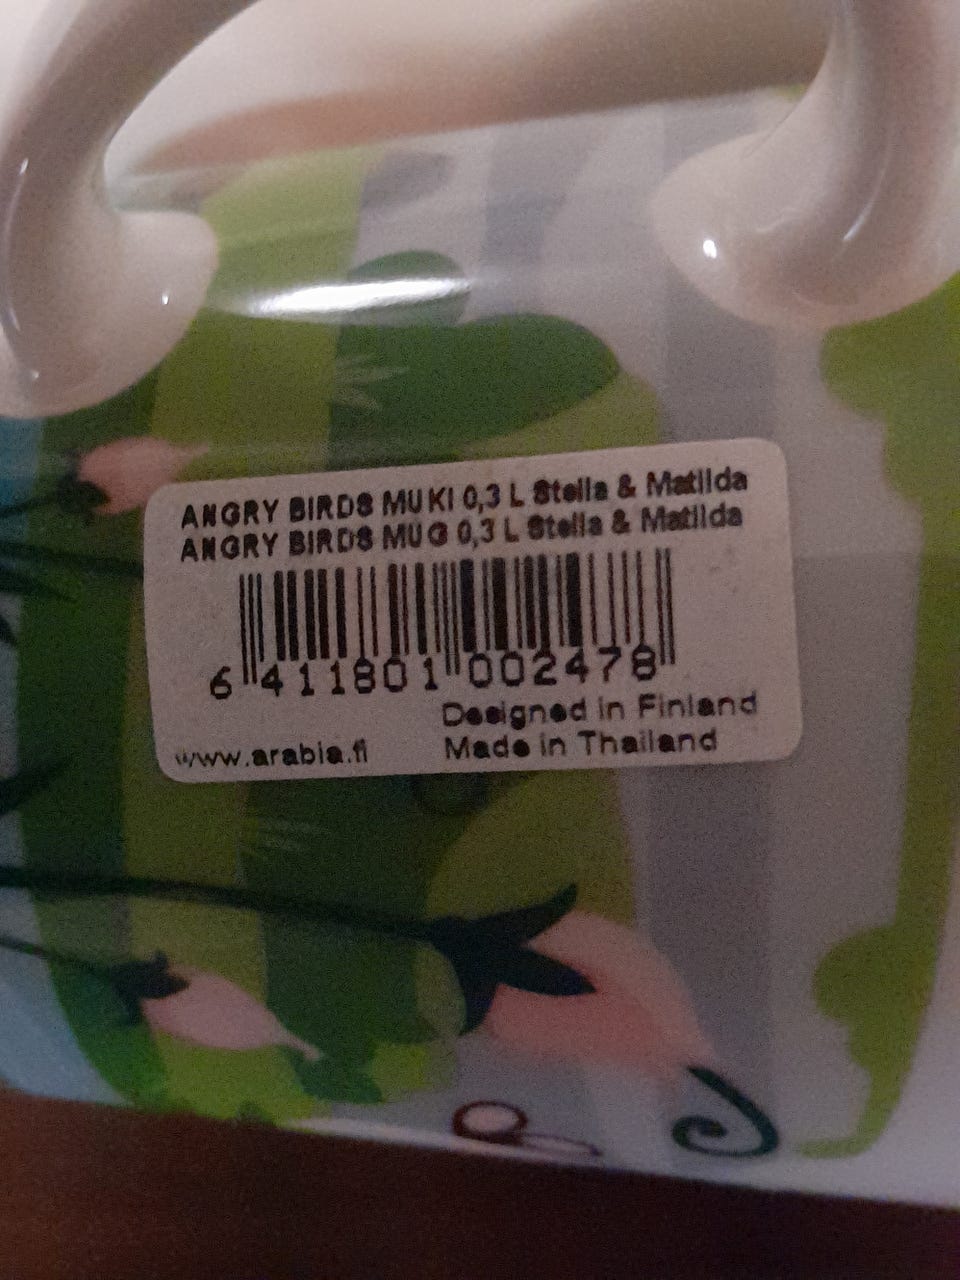 ANGRY BIRDS MUKI 0,3 L Stella & Matilda
ANGRY BIRDS MUG 0,3 L Stella & Matilda
6 411801 002478
Designed in Finland
www.arabia.fi Made in Thailand